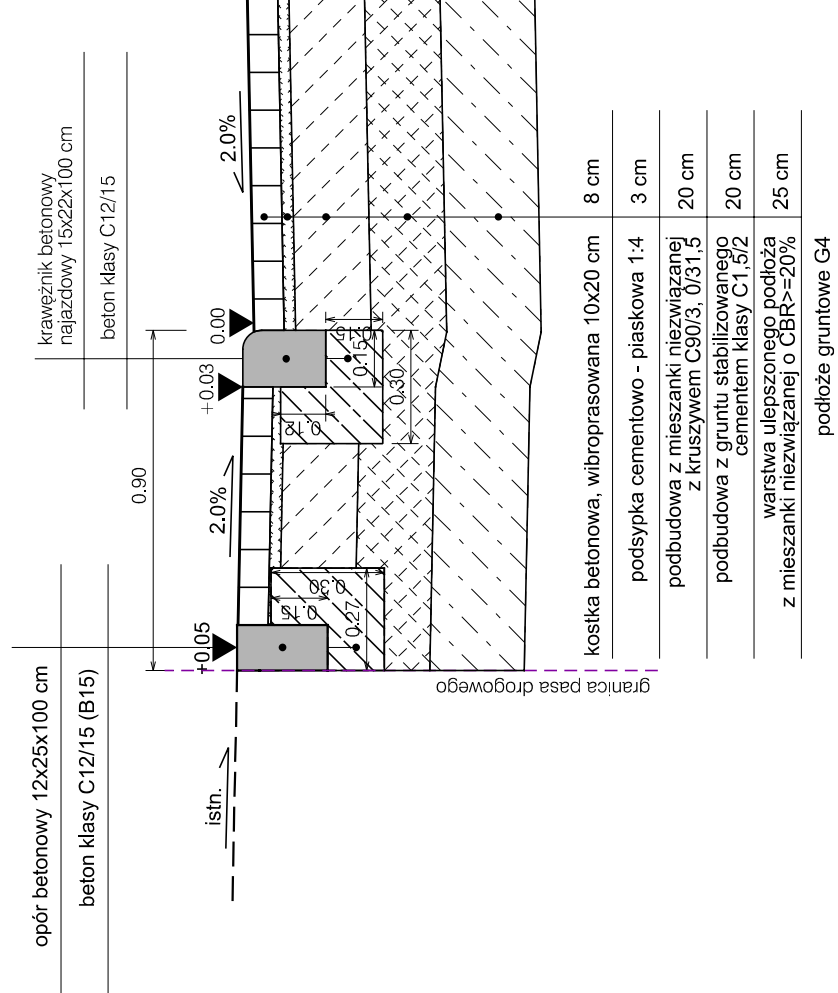 krawężnik betonowy
najazdowy 15x22x100 cm
beton klasy C12/15
opór betonowy 12x25x100 cm
beton klasy C12/15 (B15)
0.90
istn.
+0.05
2.0%
+0.03
0.00
2.0%
0.15
0.30
0.27
0.12
0.15
0.15
0.30
granica pasa drogowego
kostka betonowa, wibroprasowana 10x20 cm 8 cm
podsypka cementowo - piaskowa 1:4 3 cm
podbudowa z mieszanki niezwiązanej
z kruszywem C90/3, 0/31,5 20 cm
podbudowa z gruntu stabilizowanego
cementem klasy C1,5/2 20 cm
warstwa ulepszonego podłoża
z mieszanki niezwiązanej o CBR>=20% 25 cm
podłoże gruntowe G4